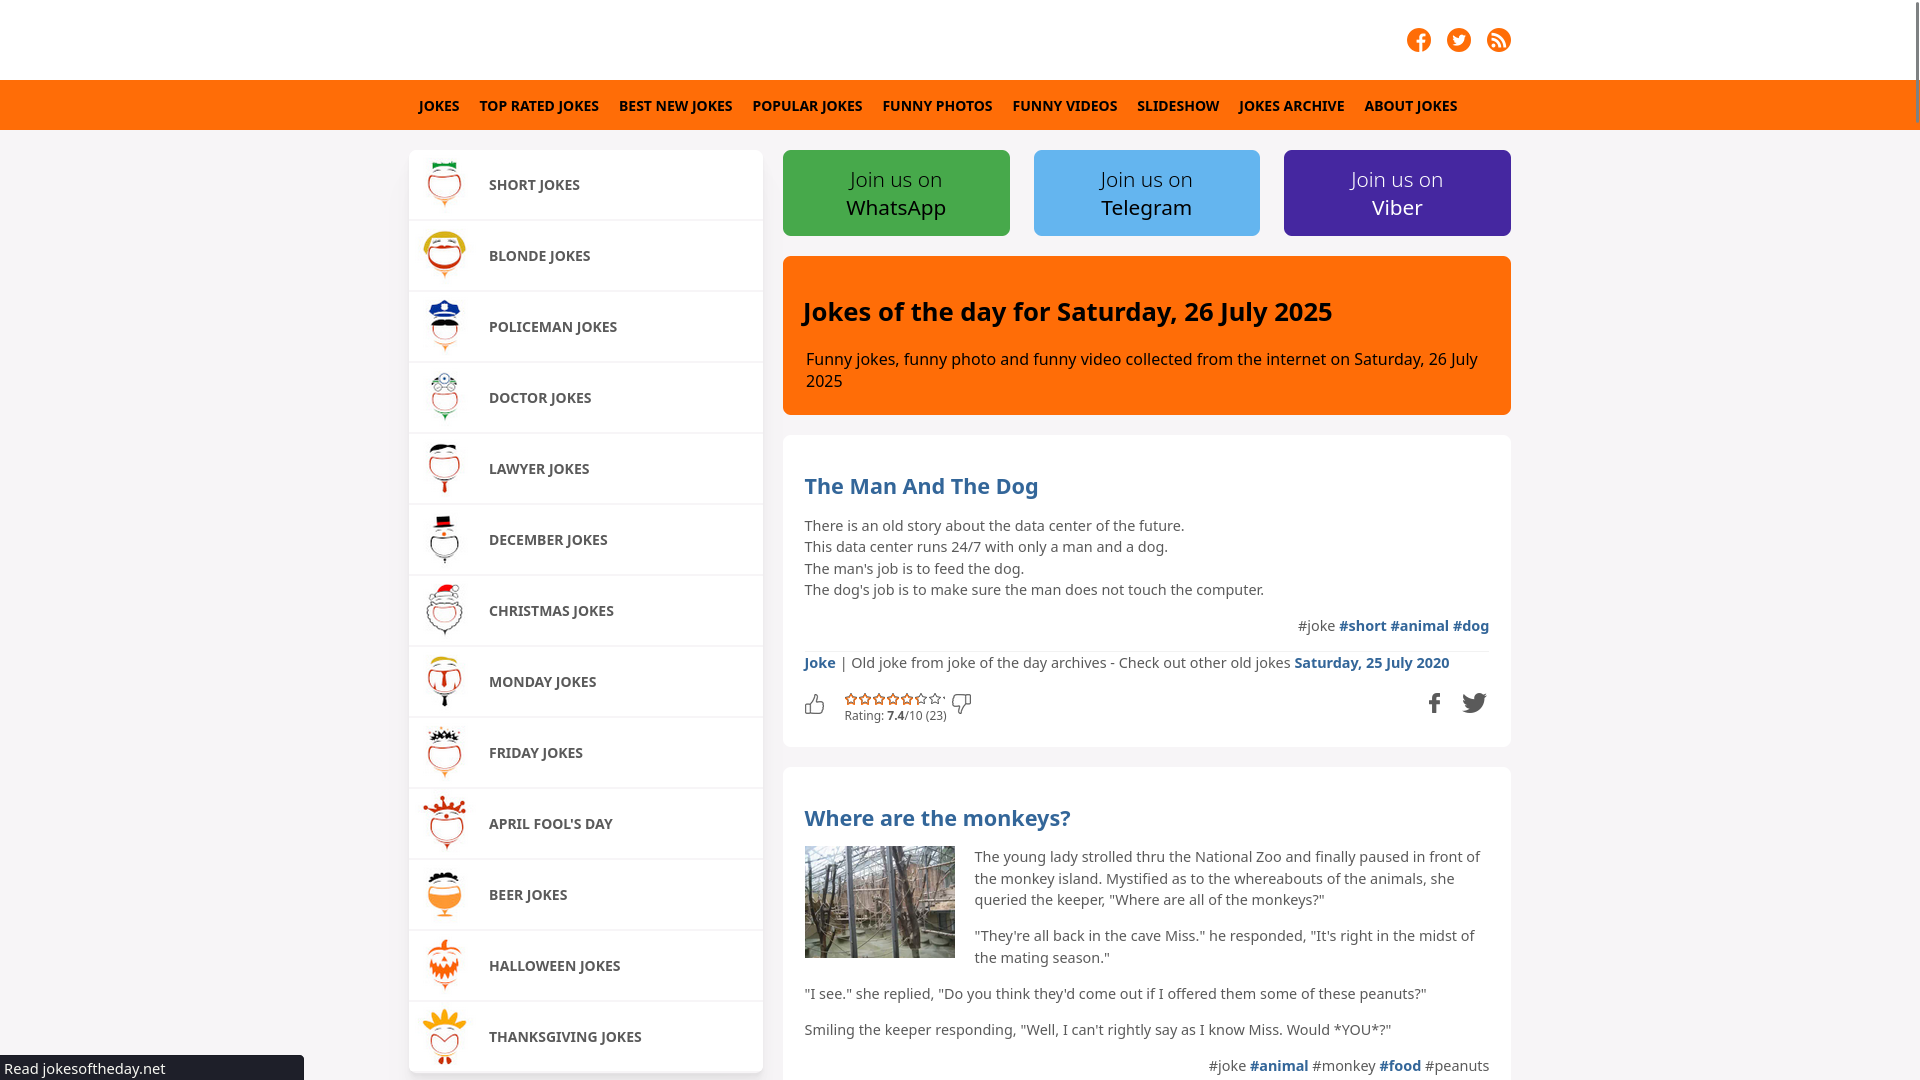 JOKES TOP RATED JOKES BEST NEW JOKES POPULAR JOKES FUNNY PHOTOS FUNNY VIDEOS SLIDESHOW JOKES ARCHIVE ABOUT JOKES
SHORT JOKES
BLONDE JOKES
POLICEMAN JOKES
DOCTOR JOKES
LAWYER JOKES
DECEMBER JOKES
CHRISTMAS JOKES
MONDAY JOKES
FRIDAY JOKES
APRIL FOOL'S DAY
BEER JOKES
HALLOWEEN JOKES
THANKSGIVING JOKES
Join us on
WhatsApp
Join us on
Telegram
Join us on
Viber
Jokes of the day for Saturday, 26 July 2025
Funny jokes, funny photo and funny video collected from the internet on Saturday, 26 July
2025
The Man And The Dog
There is an old story about the data center of the future.
This data center runs 24/7 with only a man and a dog.
The man's job is to feed the dog.
The dog's job is to make sure the man does not touch the computer.
#joke #short #animal #dog
Joke | Old joke from joke of the day archives - Check out other old jokes Saturday, 25 July 2020
Rating: 7.4/10 (23)
Where are the monkeys?
The young lady strolled thru the National Zoo and finally paused in front of
the monkey island. Mystified as to the whereabouts of the animals, she
queried the keeper, "Where are all of the monkeys?"
"They're all back in the cave Miss." he responded, "It's right in the midst of
the mating season."
"I see." she replied, "Do you think they'd come out if I offered them some of these peanuts?"
Smiling the keeper responding, "Well, I can't rightly say as I know Miss. Would *YOU*?"
#joke #animal #monkey #food #peanuts
Read jokesoftheday.net